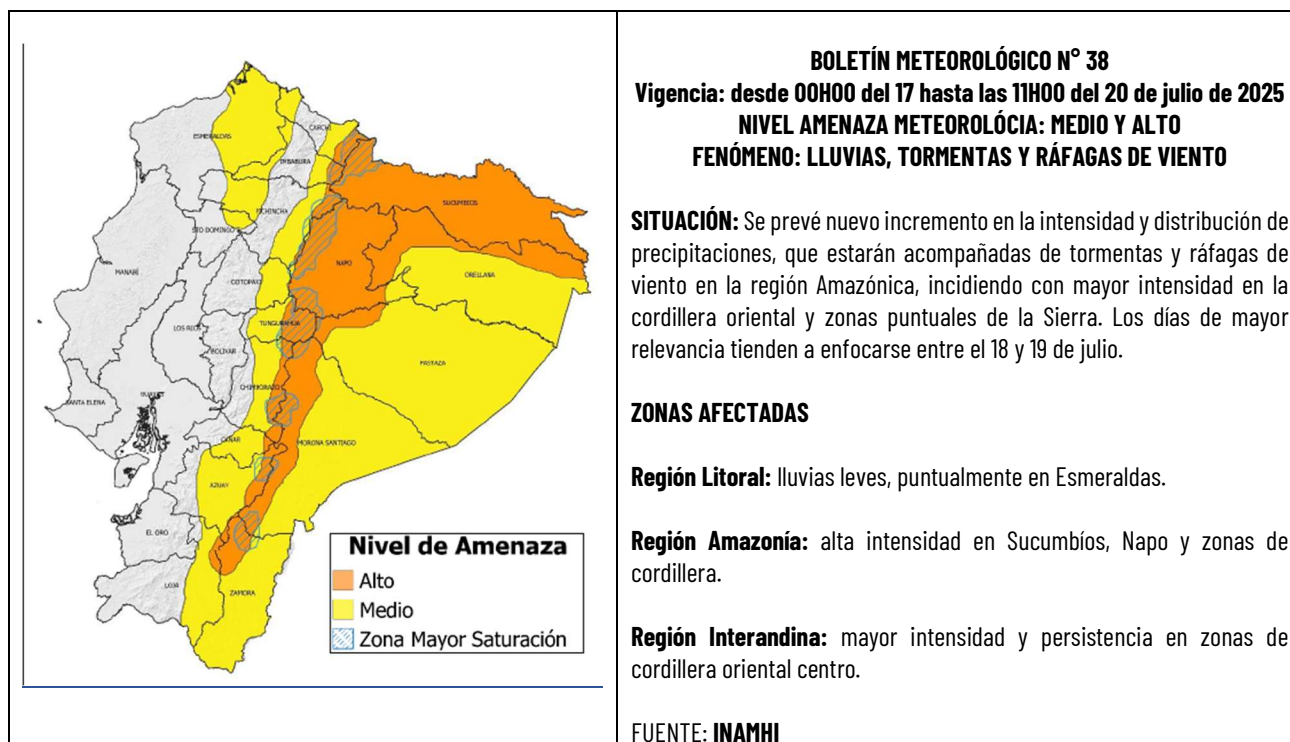 ESMERALDAS
CARCHI
IMBABURA
SUCUMBIOS
PICHINCHA
STO DOMINGO
NAPO
ORELLANA
MANABÍ
COTOPAXI
TUNGURAHUA
LOS RIOS
BOLIVAR
PASTAZA
CHIMBORAZO
SANTA ELENA
GUAYAS
MORONA SANTIAGO
CAÑAR
AZUAY
EL ORO
LOJA
ZAMORA
Nivel de Amenaza
Alto
Medio
Zona Mayor Saturación
BOLETÍN METEOROLÓGICO N° 38
Vigencia: desde 00H00 del 17 hasta las 11H00 del 20 de julio de 2025
NIVEL AMENAZA METEOROLÓCIA: MEDIO Y ALTO
FENÓMENO: LLUVIAS, TORMENTAS Y RÁFAGAS DE VIENTO
SITUACIÓN: Se prevé nuevo incremento en la intensidad y distribución de
precipitaciones, que estarán acompañadas de tormentas y ráfagas de
viento en la región Amazónica, incidiendo con mayor intensidad en la
cordillera oriental y zonas puntuales de la Sierra. Los días de mayor
relevancia tienden a enfocarse entre el 18 y 19 de julio.
ZONAS AFECTADAS
Región Litoral: lluvias leves, puntualmente en Esmeraldas.
Región Amazonía: alta intensidad en Sucumbíos, Napo y zonas de
cordillera.
Región Interandina: mayor intensidad y persistencia en zonas de
cordillera oriental centro.
FUENTE: INAMHI